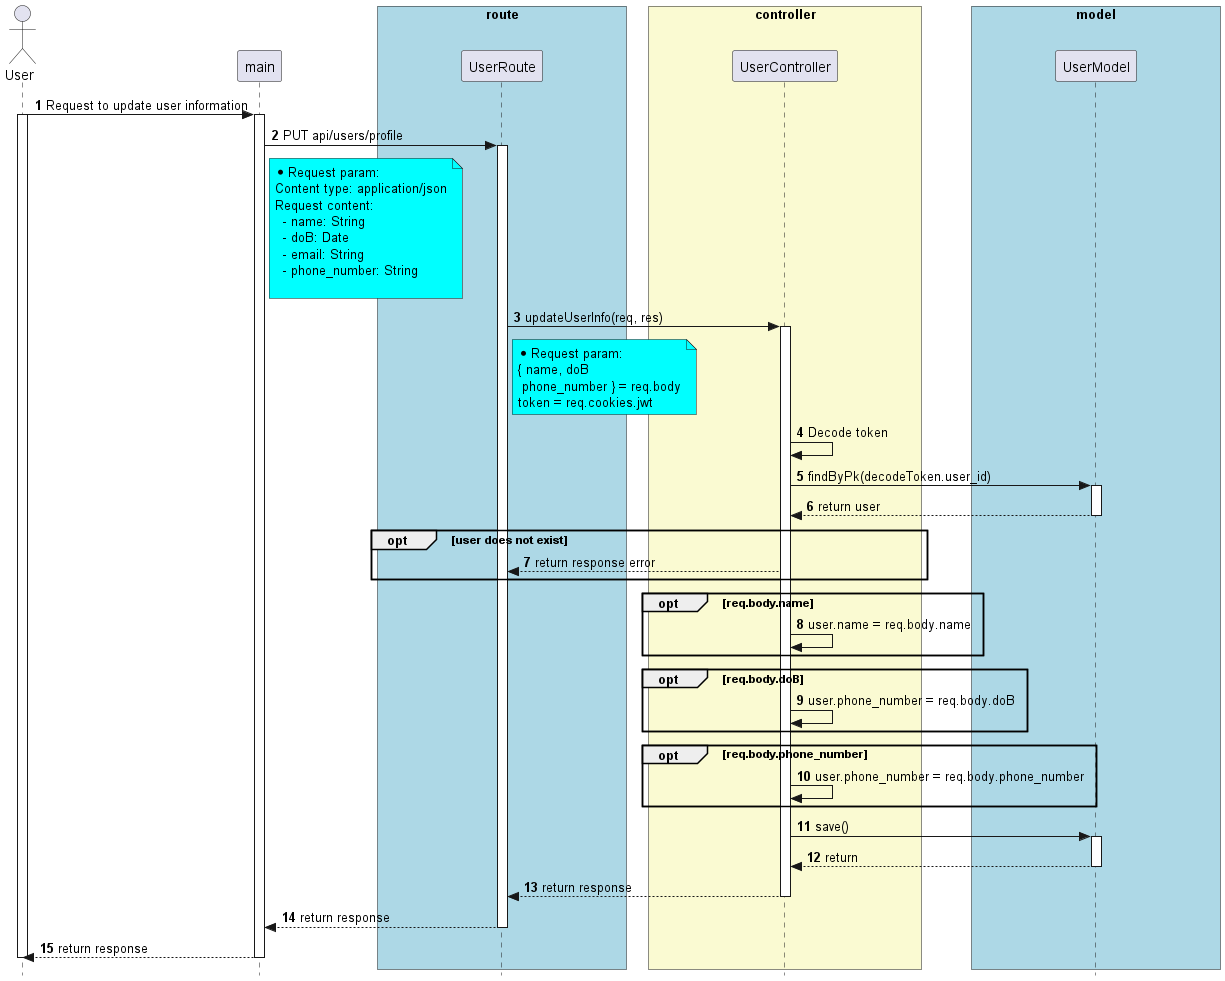 route
controller
model
User
main
UserRoute
UserController
UserModel
1 Request to update user information
2 PUT api/users/profile
• Request param:
Content type: application/json
Request content:
- name: String
- doB: Date
- email: String
- phone_number: String
3 updateUserInfo(req, res)
• Request param:
{ name, doB
phone_number } = req.body
token = req.cookies.jwt
4 Decode token
5 findByPk(decodeToken.user_id)
6 return user
opt [user does not exist]
7 return response error
opt [req.body.name]
8 user.name = req.body.name
opt [req.body.doB]
9 user.phone_number = req.body.doB
opt [req.body.phone_number]
10 user.phone_number = req.body.phone_number
11 save()
12 return
13 return response
14 return response
15 return response